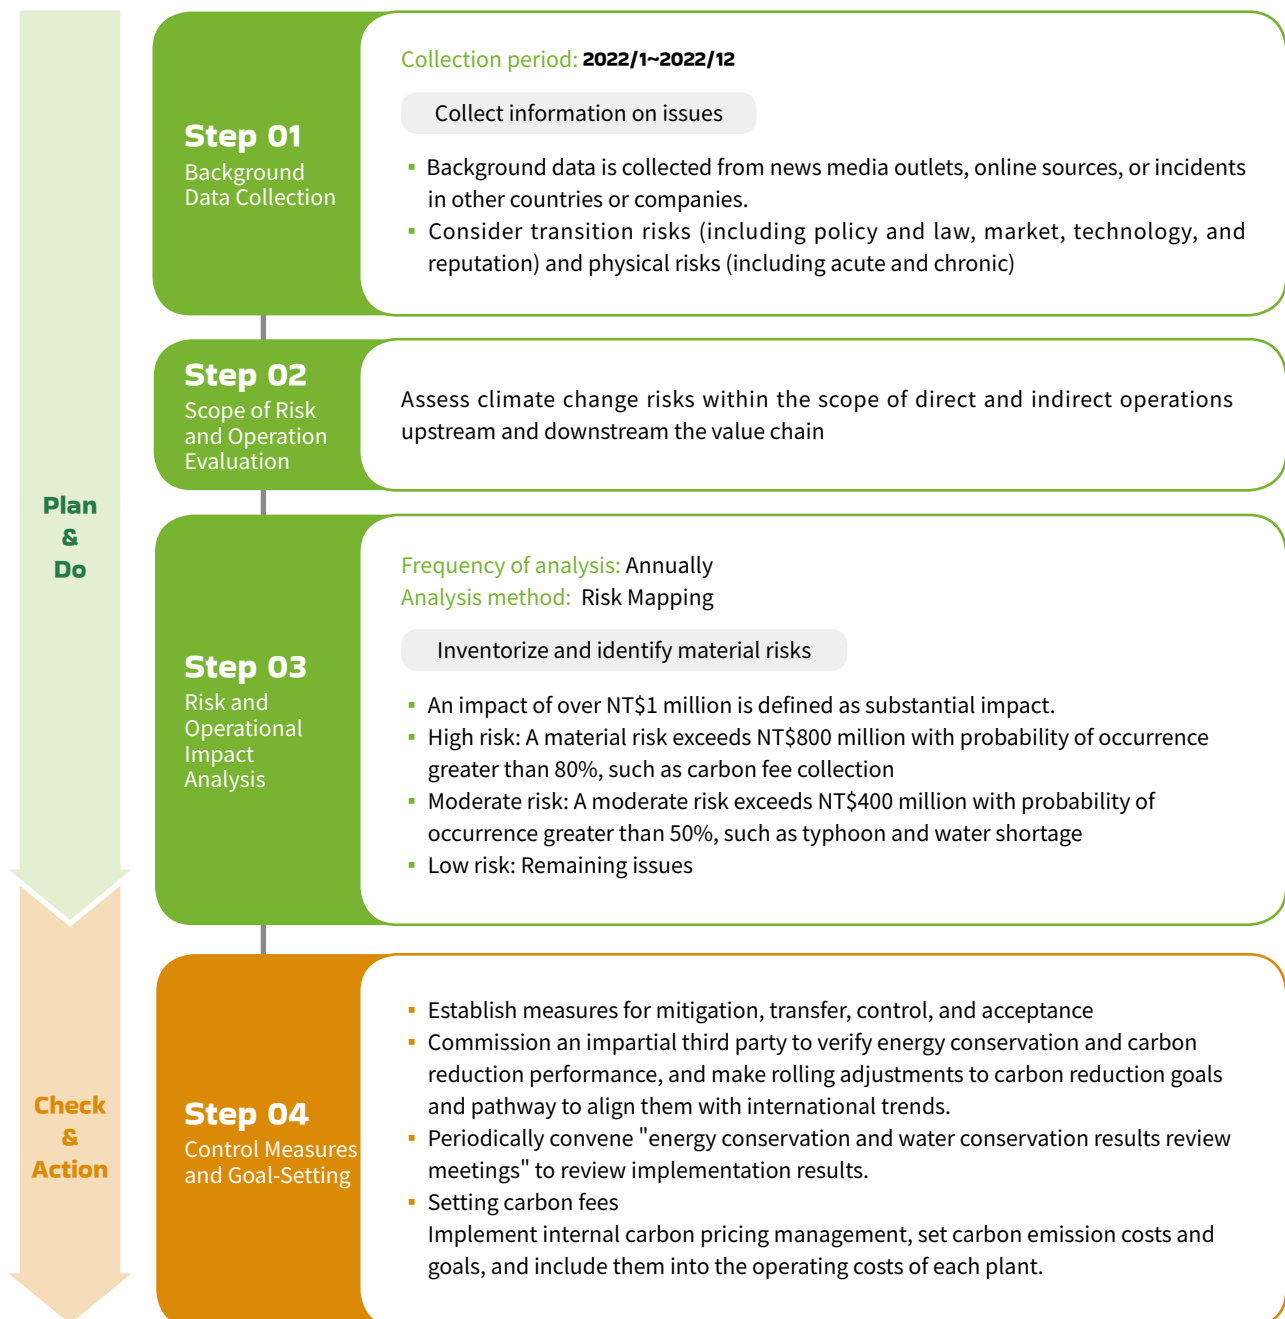 Plan
&
Do
Step 01
Background
Data Collection
Collection period: 2022/1~2022/12
Collect information on issues
▪ Background data is collected from news media outlets, online sources, or incidents
in other countries or companies.
▪ Consider transition risks (including policy and law, market, technology, and
reputation) and physical risks (including acute and chronic)
Step 02
Scope of Risk
and Operation
Evaluation
Assess climate change risks within the scope of direct and indirect operations
upstream and downstream the value chain
Step 03
Risk and
Operational
Impact
Analysis
Frequency of analysis: Annually
Analysis method: Risk Mapping
Inventorize and identify material risks
▪ An impact of over NT$1 million is defined as substantial impact.
▪ High risk: A material risk exceeds NT$800 million with probability of occurrence
greater than 80%, such as carbon fee collection
▪ Moderate risk: A moderate risk exceeds NT$400 million with probability of
occurrence greater than 50%, such as typhoon and water shortage
▪ Low risk: Remaining issues
Check
&
Action
Step 04
Control Measures
and Goal-Setting
▪ Establish measures for mitigation, transfer, control, and acceptance
▪ Commission an impartial third party to verify energy conservation and carbon
reduction performance, and make rolling adjustments to carbon reduction goals
and pathway to align them with international trends.
▪ Periodically convene "energy conservation and water conservation results review
meetings" to review implementation results.
▪ Setting carbon fees
Implement internal carbon pricing management, set carbon emission costs and
goals, and include them into the operating costs of each plant.